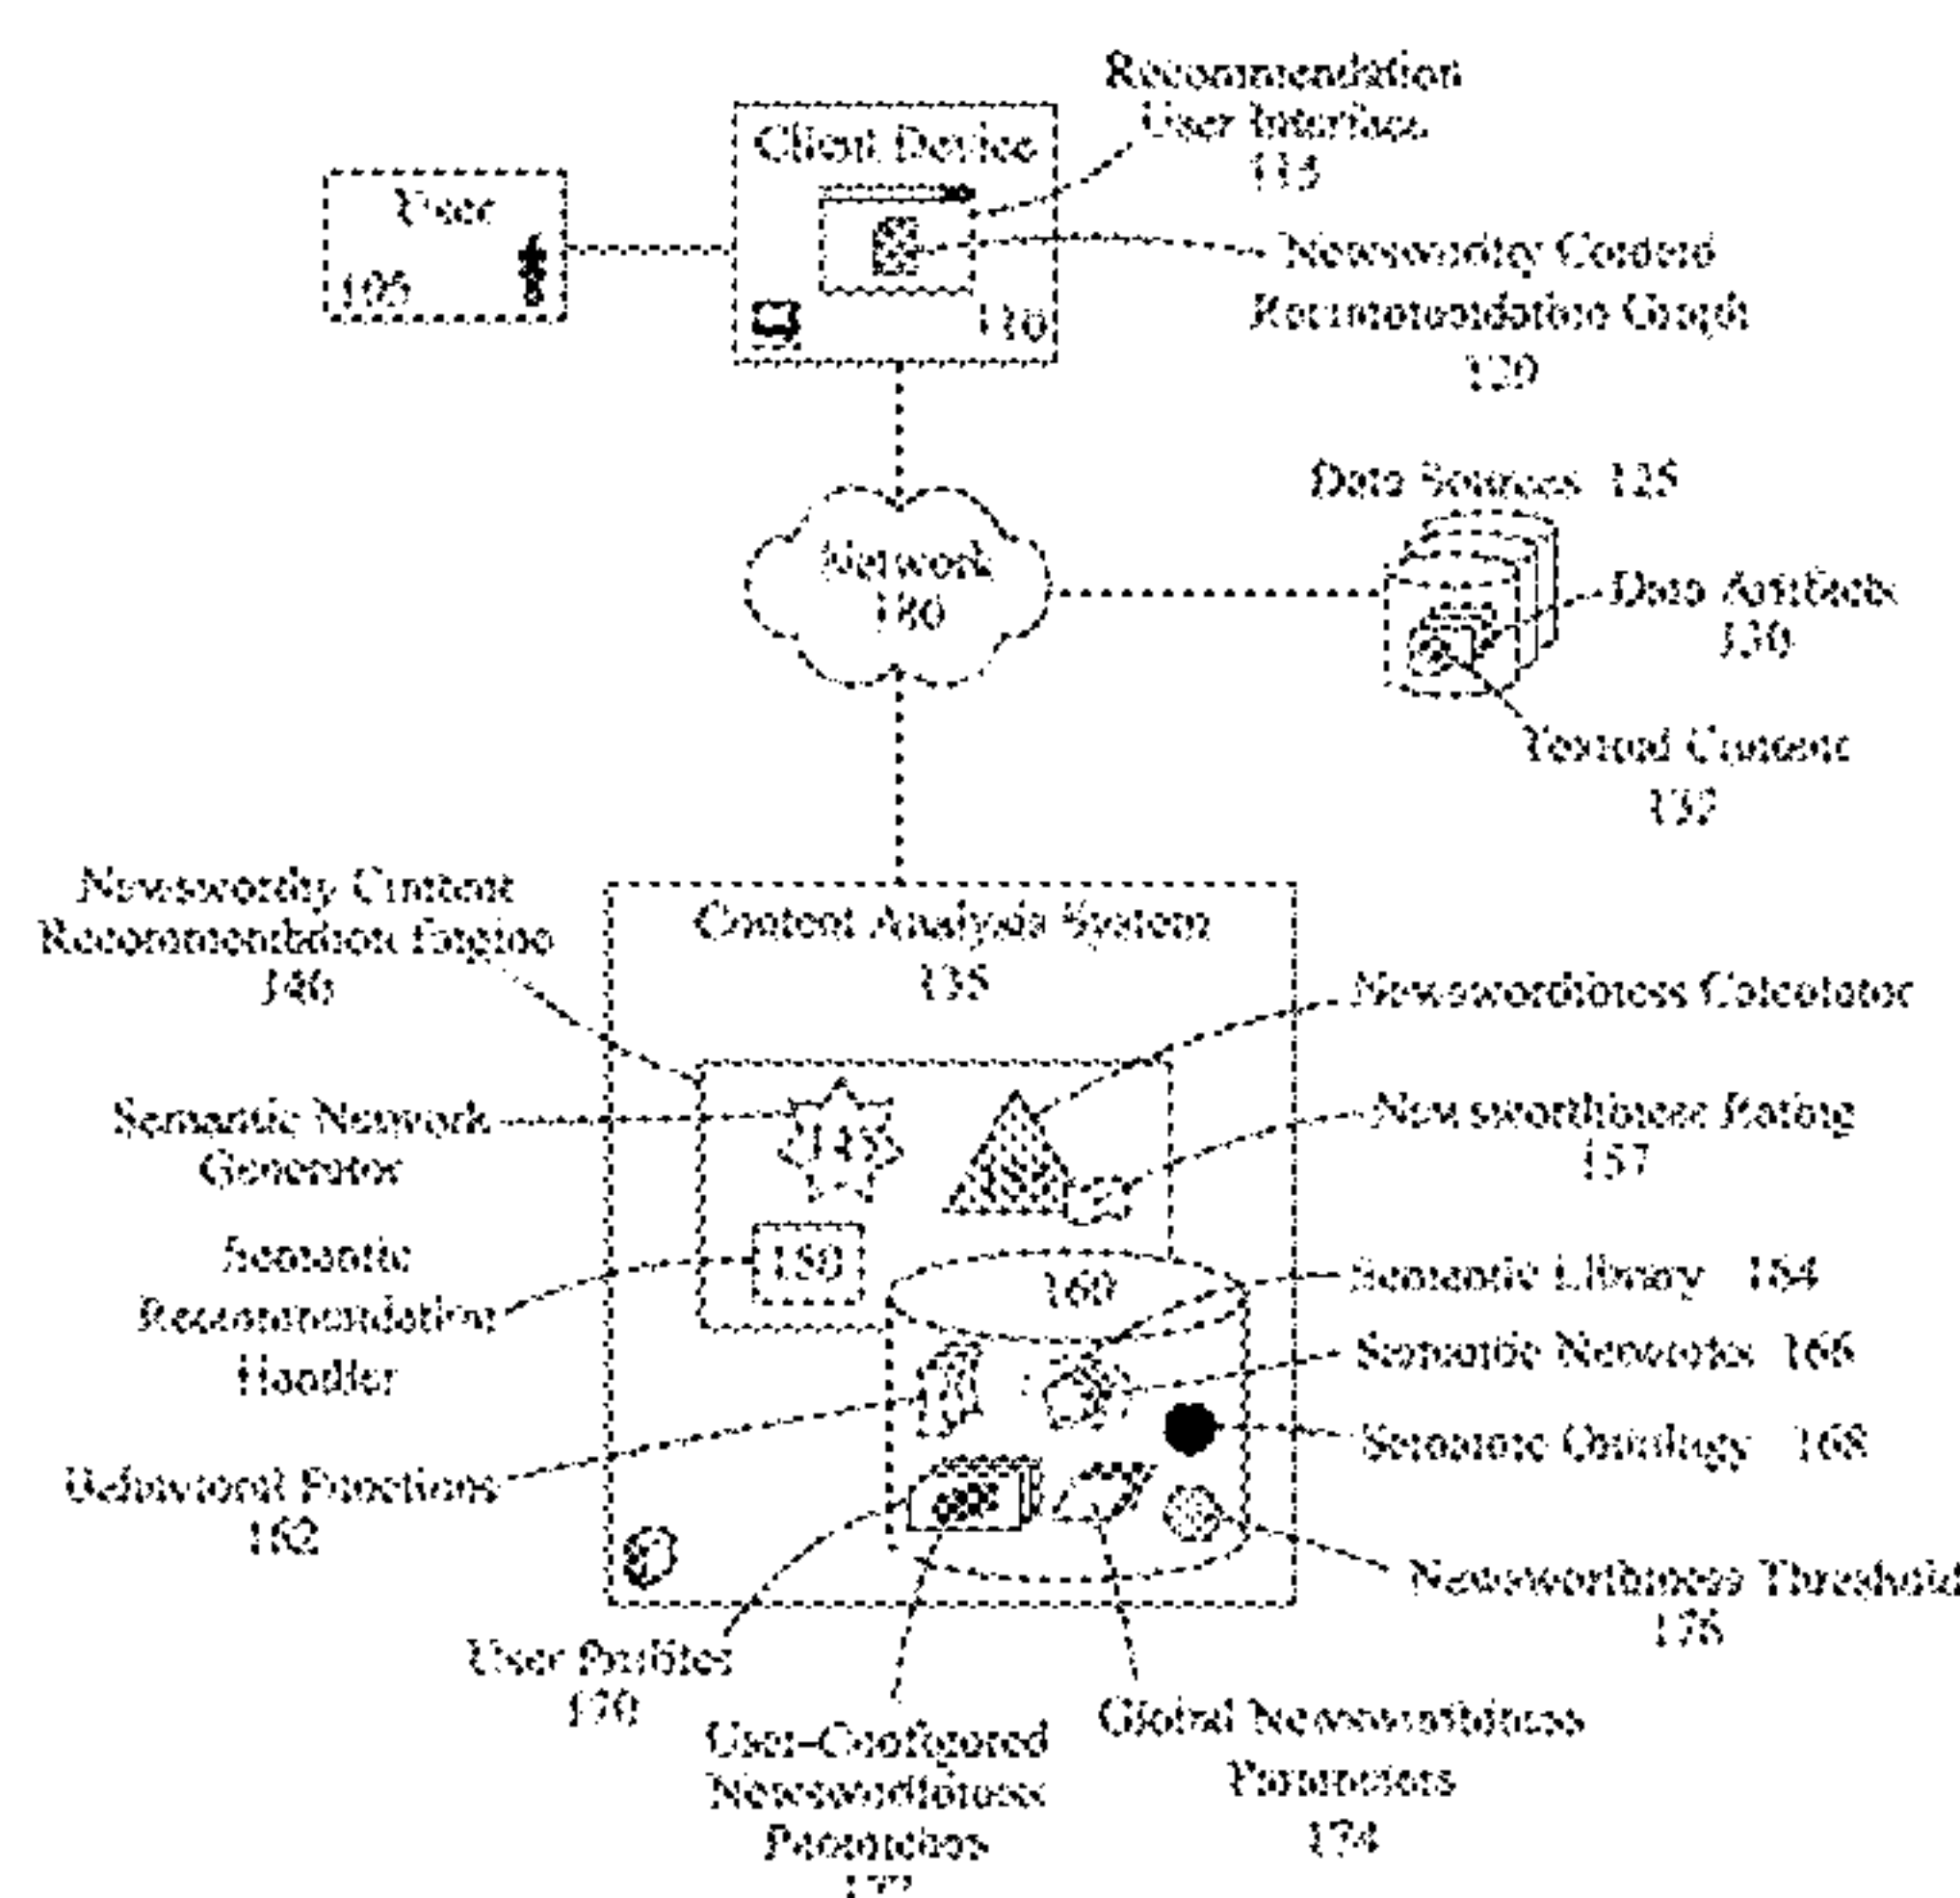 Recommendation
User Interface
115
Client Device
110
User
105
Newsworthy Content
Recommendation Graph
120
Data Sources 125
Network
180
Data Artifacts
130
Textual Content
132
Newsworthy Content
Recommendation Engine
140
Content Analysis System
135
Newsworthiness Calculator
Semantic Network
Generator
145
Newsworthiness Rating
157
Semantic
Recommendation
Handler
150
160
Semantic Library 164
Semantic Networks 166
Semantic Ontology 168
Behavioral Functions
162
Newsworthiness Threshold
176
User Profiles
170
User-Configured
Newsworthiness
Parameters
172
Global Newsworthiness
Parameters
174